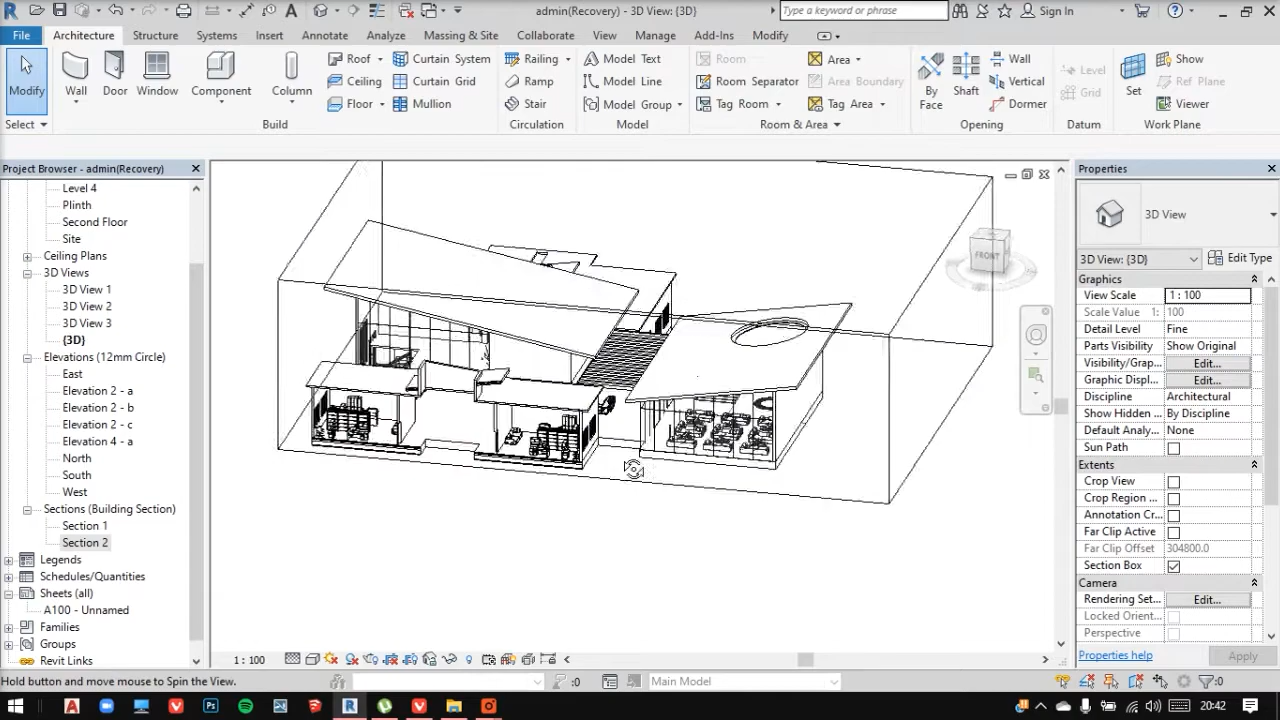 admin(Recovery) - 3D View: {3D}
Type a keyword or phrase
Sign In
File Architecture Structure Systems Insert Annotate Analyze Massing & Site Collaborate View Manage Add-Ins Modify
Modify
Select
Wall
Door
Window
Component
Column
Roof
Ceiling
Floor
Curtain System
Curtain Grid
Mullion
Build
Railing
Ramp
Stair
Circulation
Model Text
Model Line
Model Group
Model
Room
Room Separator
Tag Room
Area
Area Boundary
Tag Area
Room & Area
By
Face
Shaft
Wall
Vertical
Dormer
Opening
Level
Grid
Datum
Set
Show
Ref Plane
Viewer
Work Plane
Project Browser - admin(Recovery)
Level 4
Plinth
Second Floor
Site
Ceiling Plans
3D Views
3D View 1
3D View 2
3D View 3
{3D}
Elevations (12mm Circle)
East
Elevation 2 - a
Elevation 2 - b
Elevation 2 - c
Elevation 4 - a
North
South
West
Sections (Building Section)
Section 1
Section 2
Legends
Schedules/Quantities
Sheets (all)
A100 - Unnamed
Families
Groups
Revit Links
FRONT
Properties
3D View
3D View: {3D}
Edit Type
Graphics
View Scale 1 : 100
Scale Value 1: 100
Detail Level Fine
Parts Visibility Show Original
Visibility/Grap... Edit...
Graphic Displ... Edit...
Discipline Architectural
Show Hidden ... By Discipline
Default Analy... None
Sun Path
Extents
Crop View
Crop Region ...
Annotation Cr...
Far Clip Active
Far Clip Offset 304800.0
Section Box
Camera
Rendering Set... Edit...
Locked Orient...
Perspective
Properties help
Apply
1 : 100
Hold button and move mouse to Spin the View.
:0
Main Model
:0
20:42